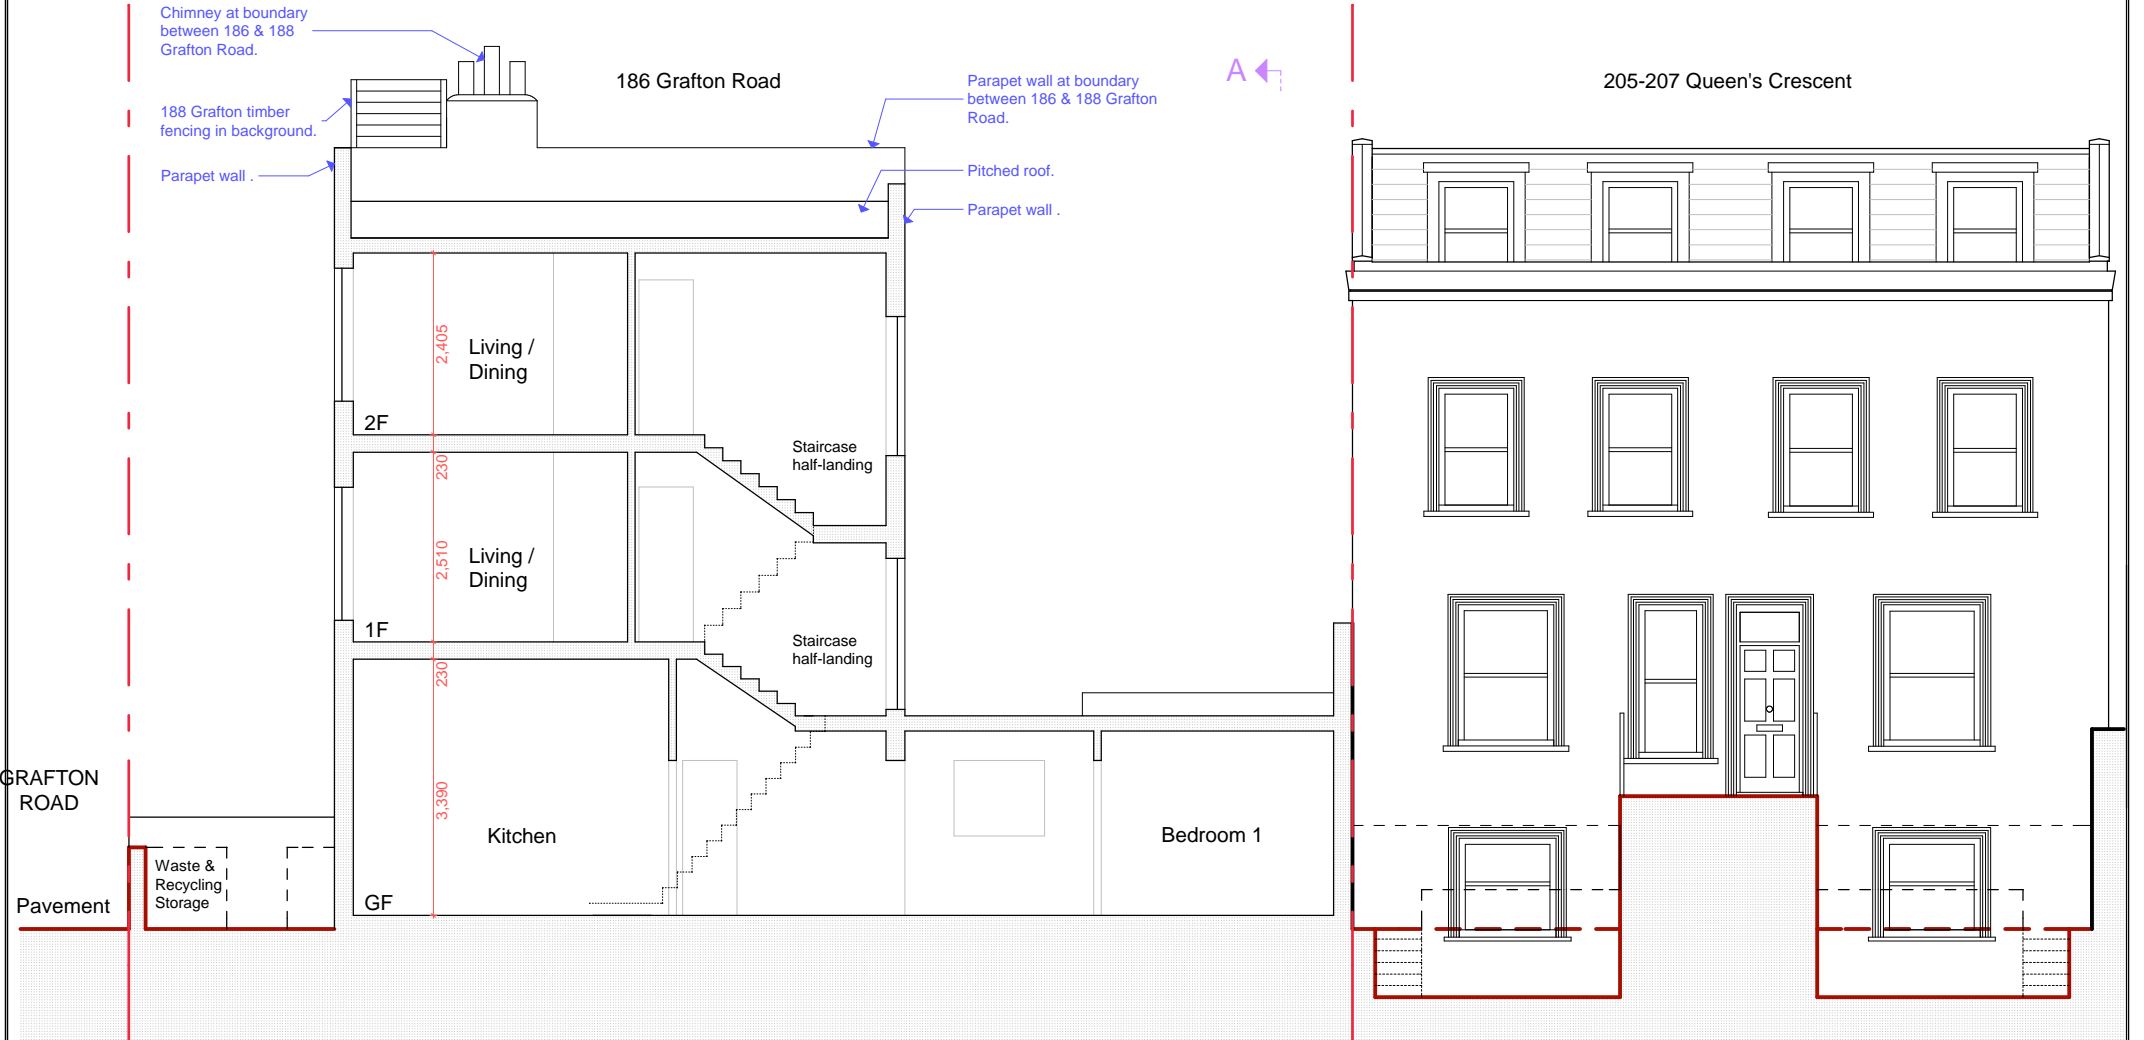 Chimney at boundary
between 186 & 188
Grafton Road.
186 Grafton Road
A
205-207 Queen's Crescent
Parapet wall at boundary
between 186 & 188 Grafton
Road.
188 Grafton timber
fencing in background.
Parapet wall .
Pitched roof.
Parapet wall .
2,405
Living /
Dining
2F
Staircase
half-landing
230
2,510
Living /
Dining
1F
Staircase
half-landing
230
GRAFTON
ROAD
3,390
Kitchen
Bedroom 1
Waste &
Recycling
Storage
Pavement
GF